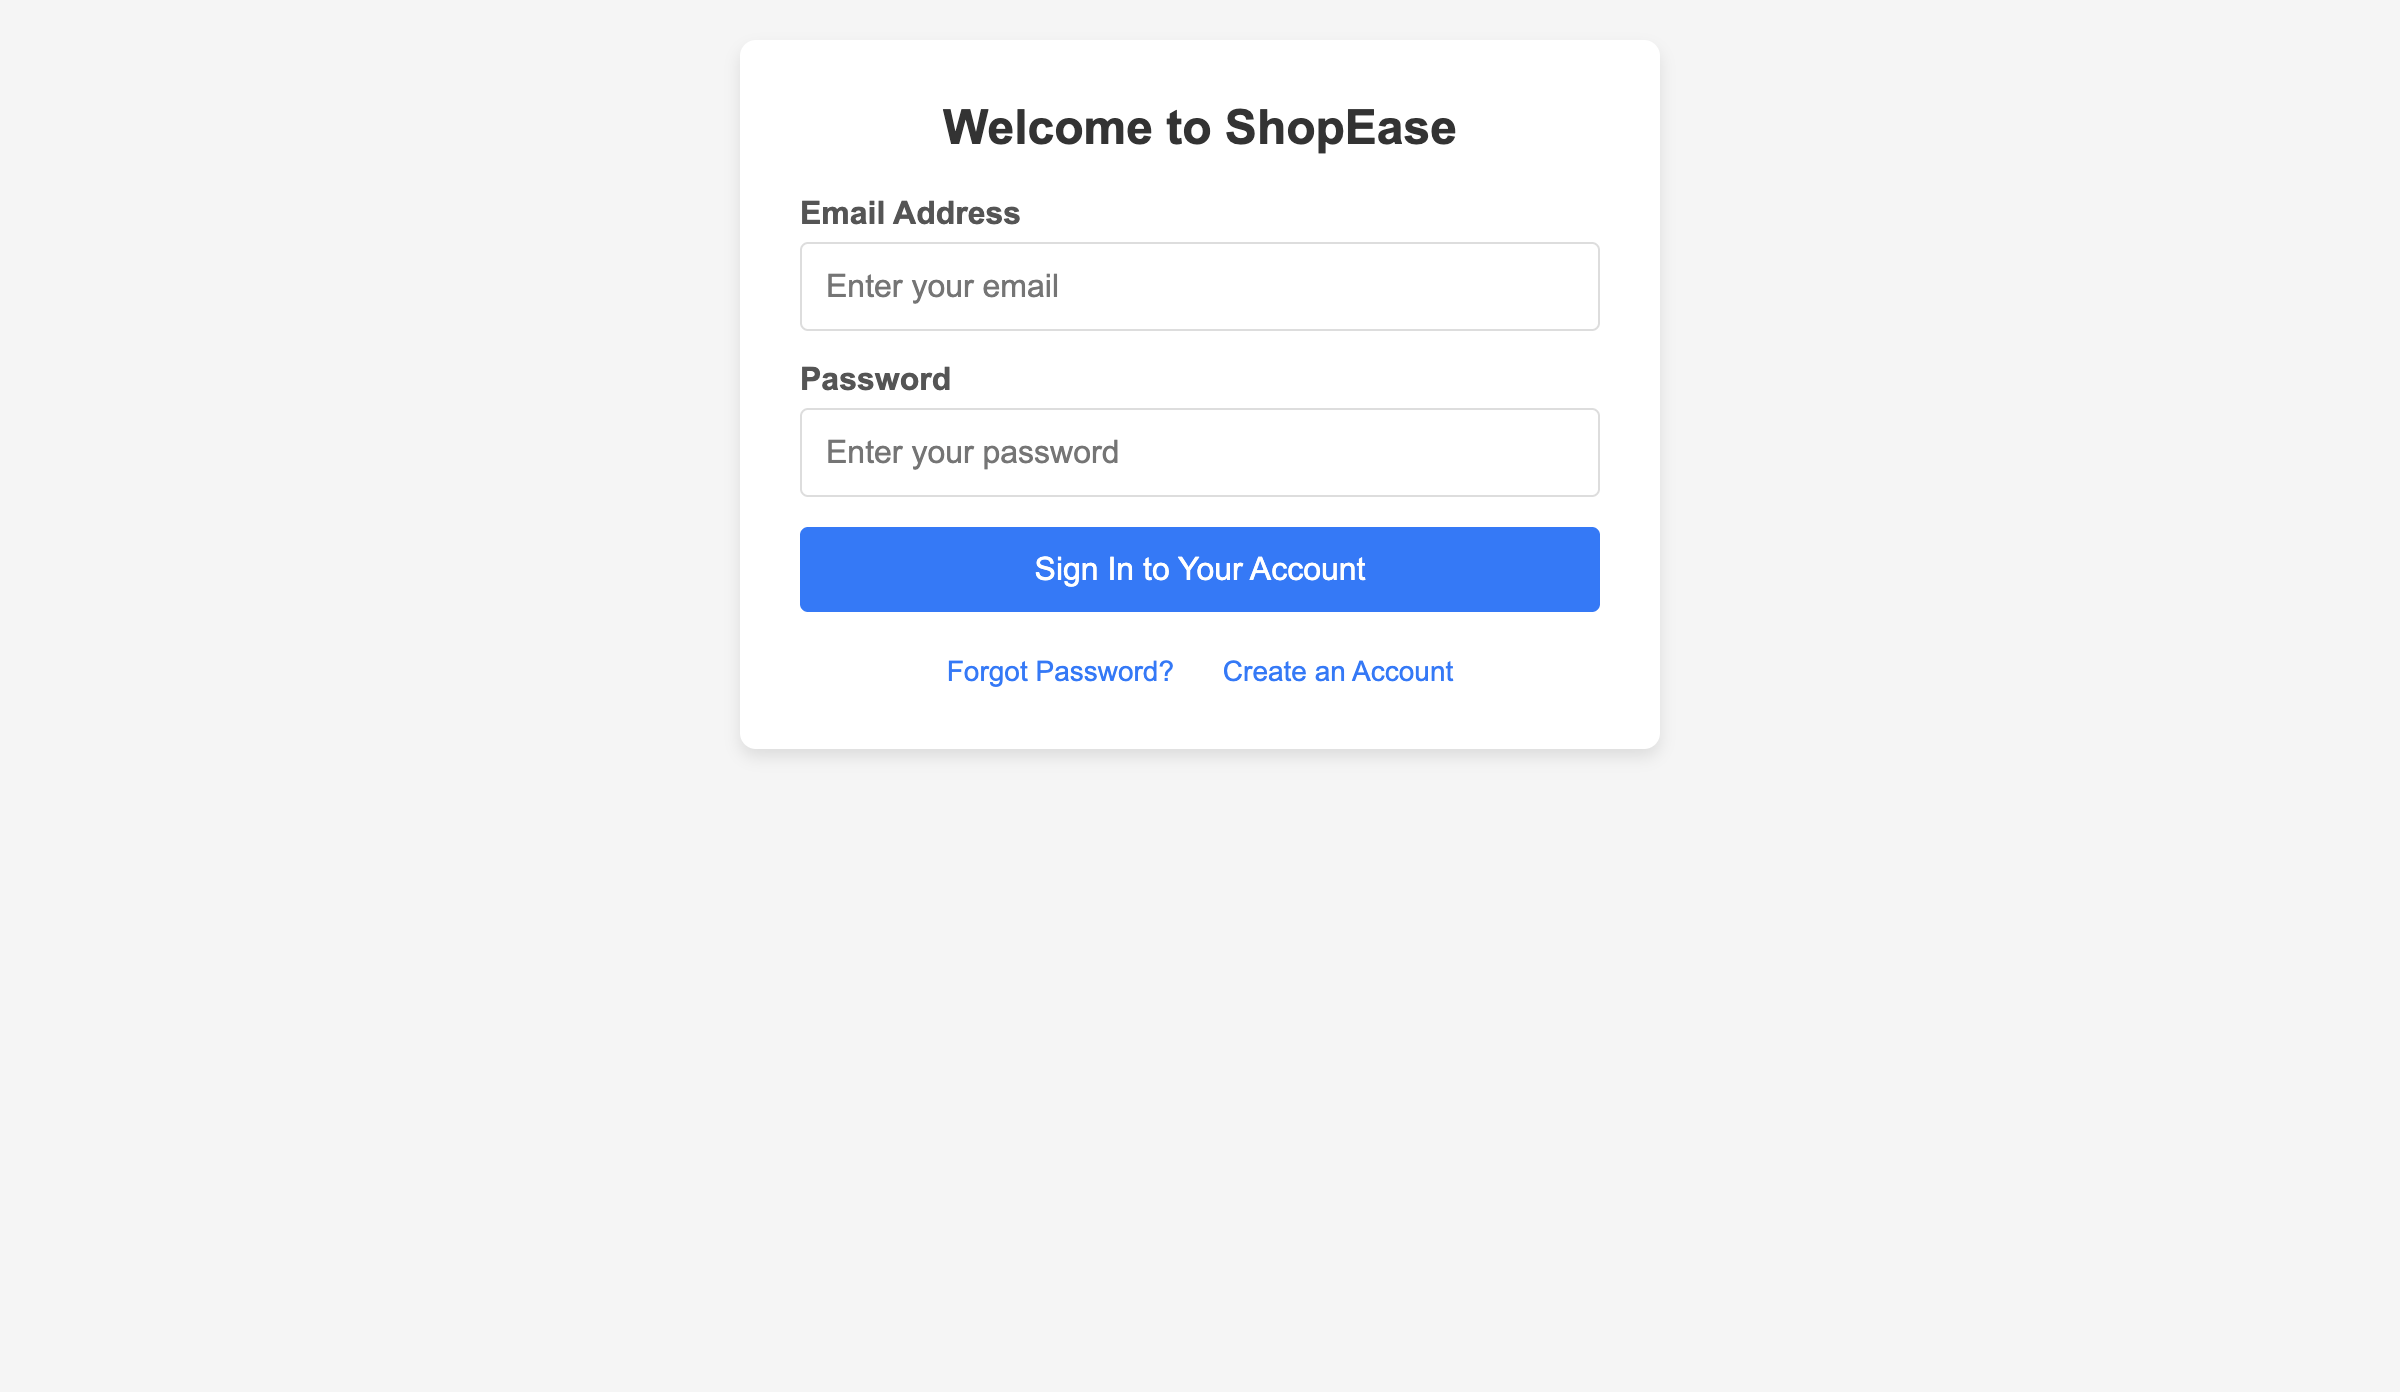 Welcome to ShopEase
Email Address
Enter your email
Password
Enter your password
Sign In to Your Account
Forgot Password? Create an Account